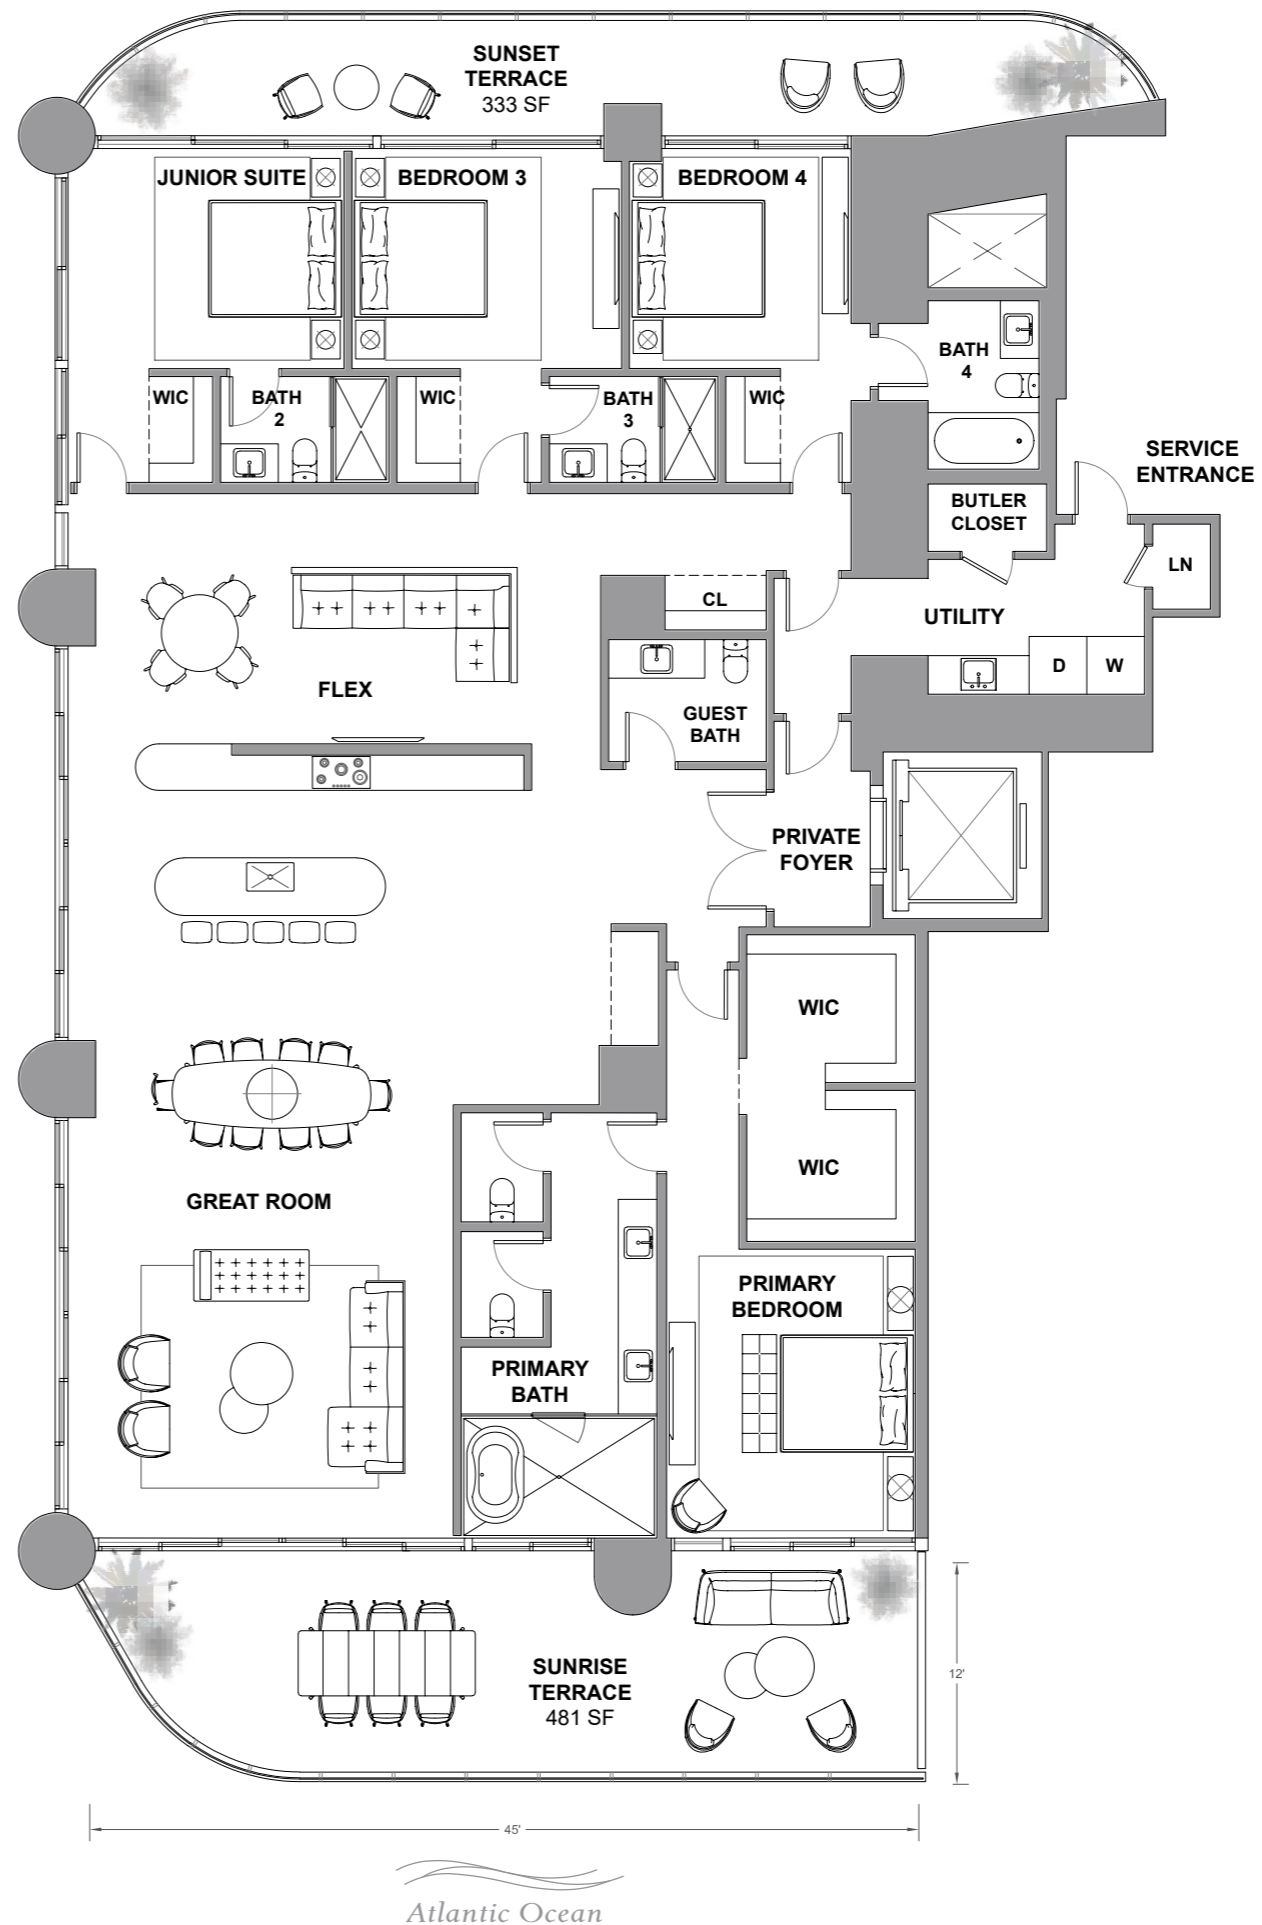 SUNSET
TERRACE
333 SF
JUNIOR SUITE
BEDROOM 3
BEDROOM 4
BATH
4
WIC
BATH
2
WIC
BATH
3
WIC
SERVICE
ENTRANCE
BUTLER
CLOSET
LN
CL
UTILITY
D
W
FLEX
GUEST
BATH
PRIVATE
FOYER
WIC
WIC
GREAT ROOM
PRIMARY
BEDROOM
PRIMARY
BATH
SUNRISE
TERRACE
481 SF
12'
45'
Atlantic Ocean